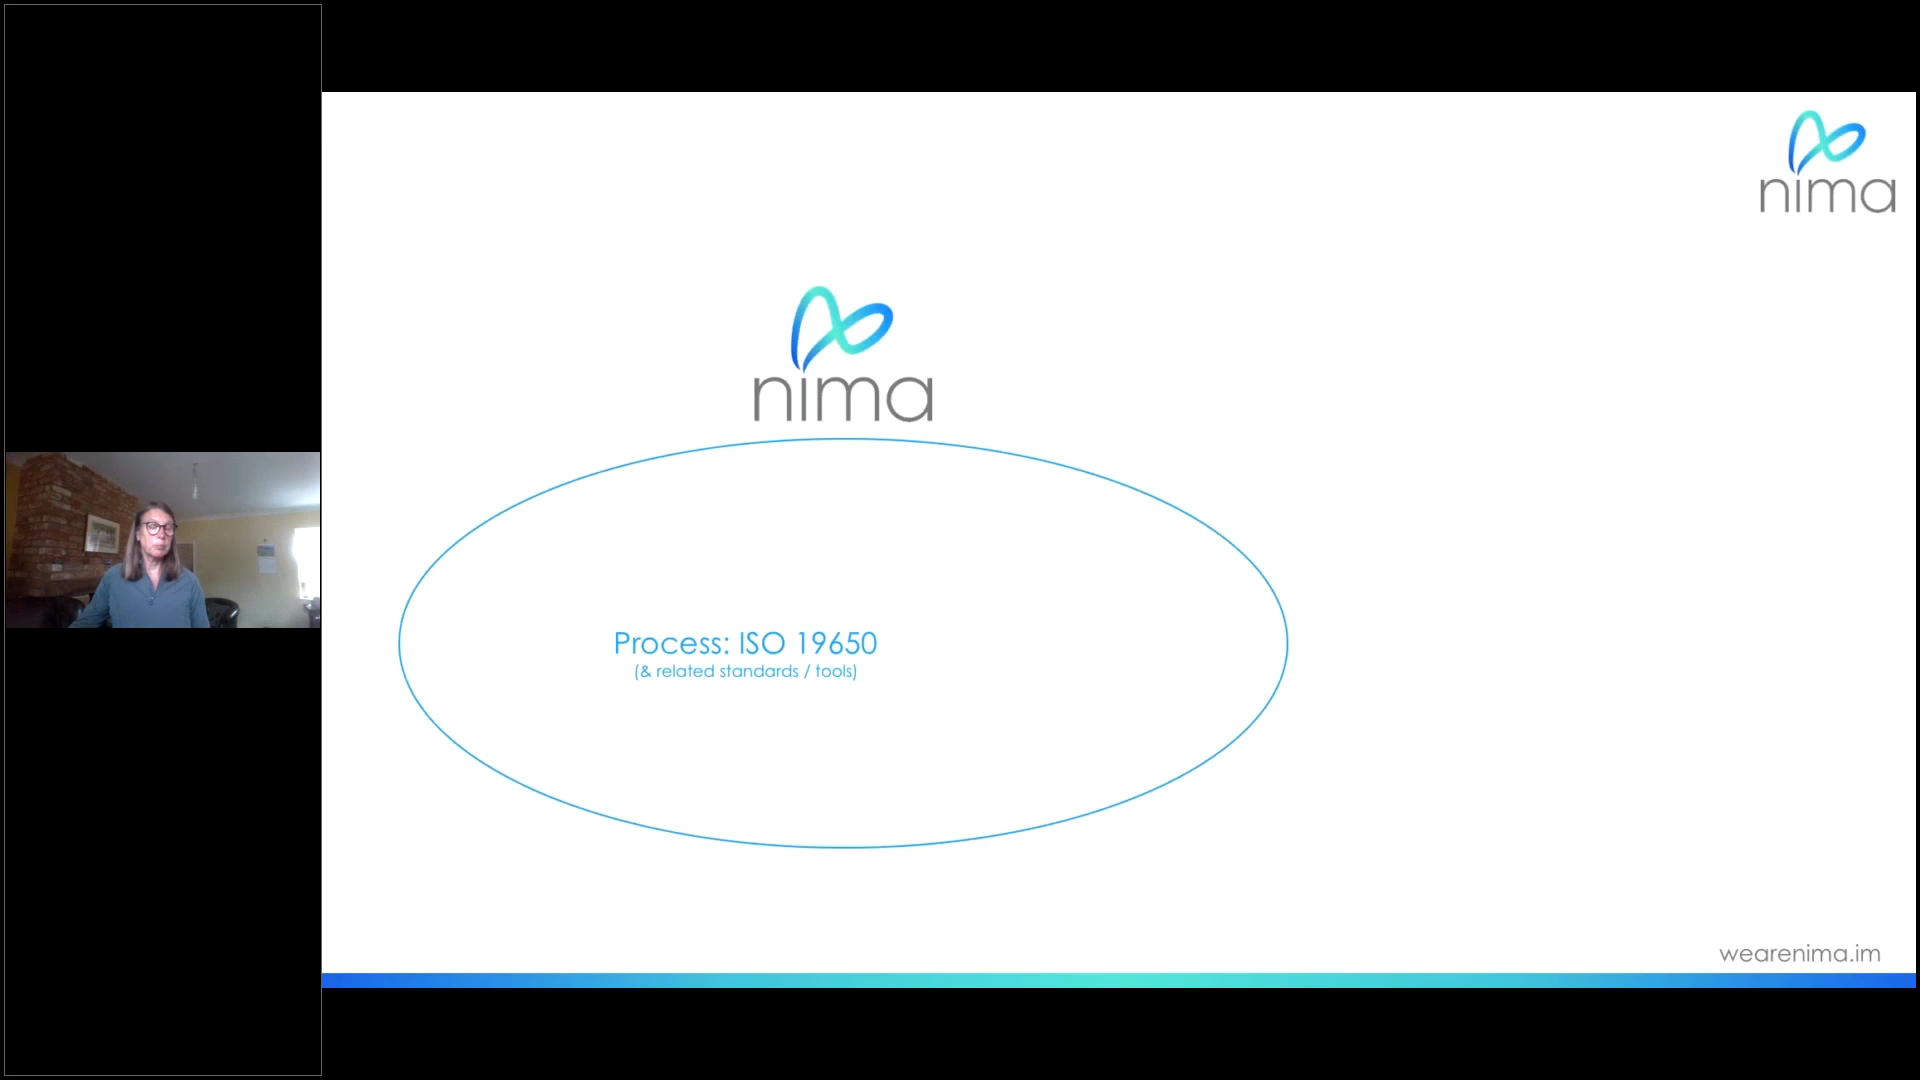 nima
nima
Process: ISO 19650
(& related standards / tools)
wearenima.im